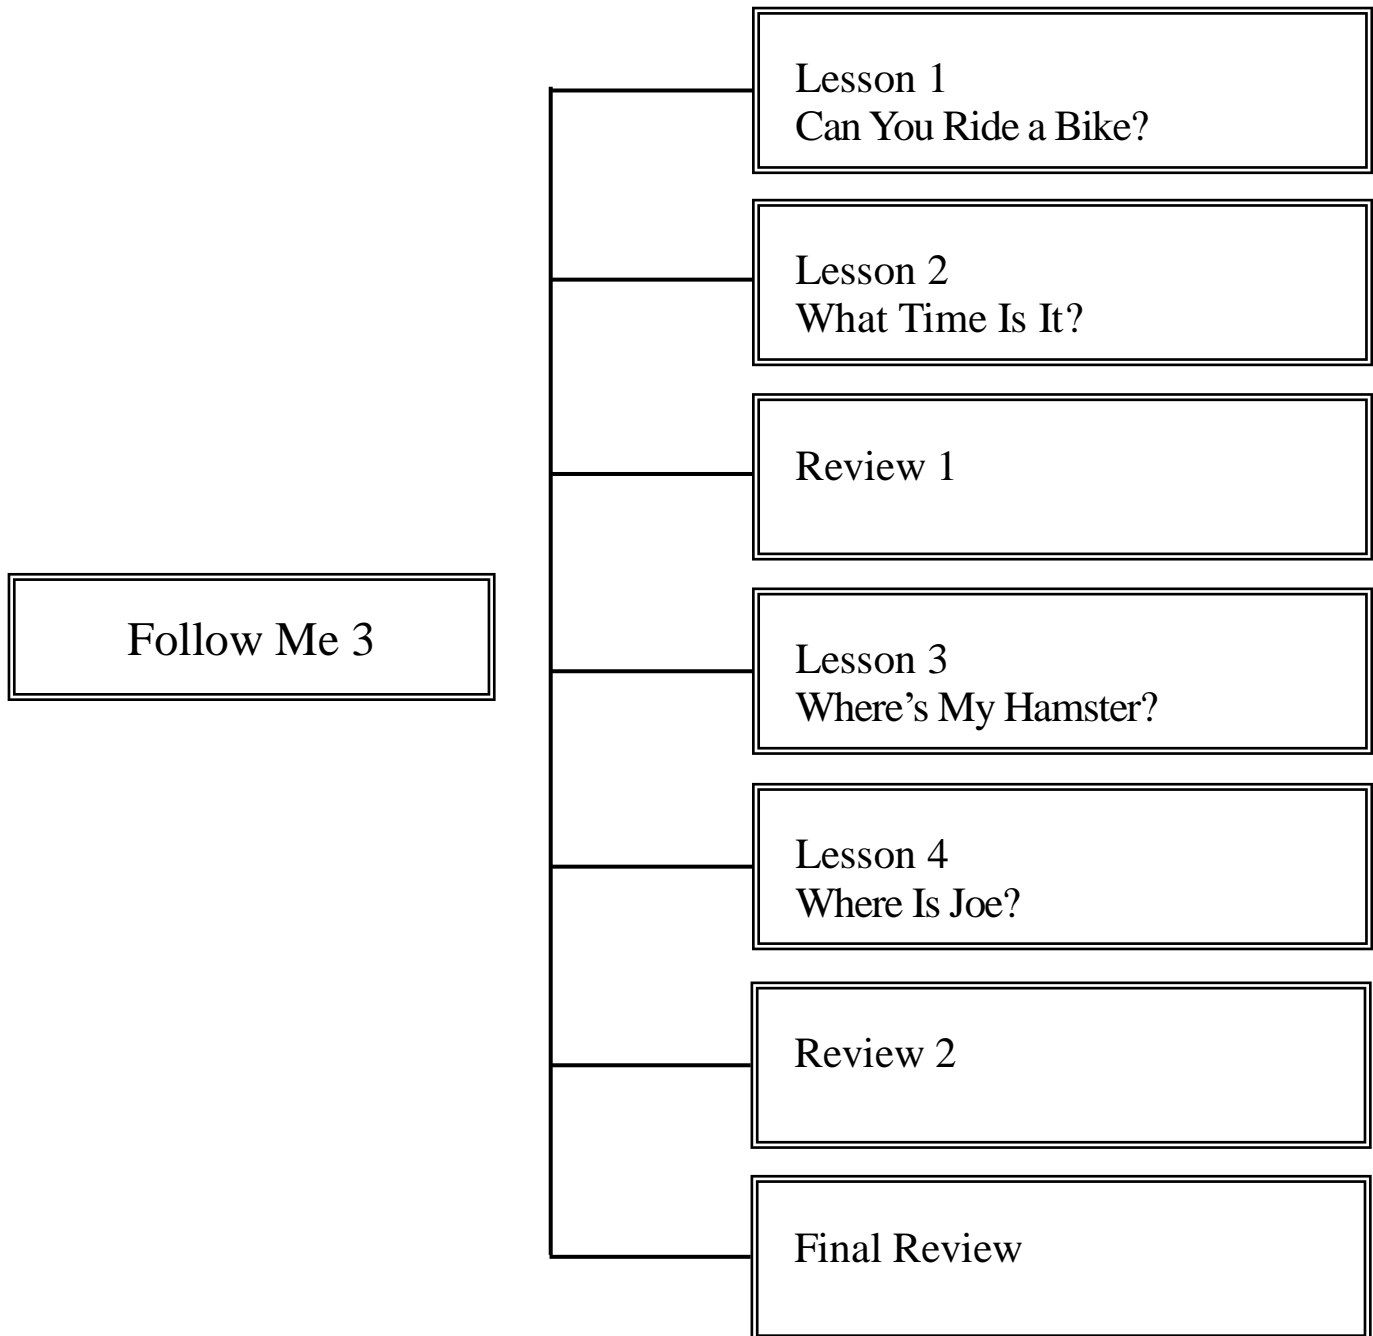 Lesson 1
Can You Ride a Bike?
Lesson 2
What Time Is It?
Review 1
Follow Me 3
Lesson 3
Where’s My Hamster?
Lesson 4
Where Is Joe?
Review 2
Final Review